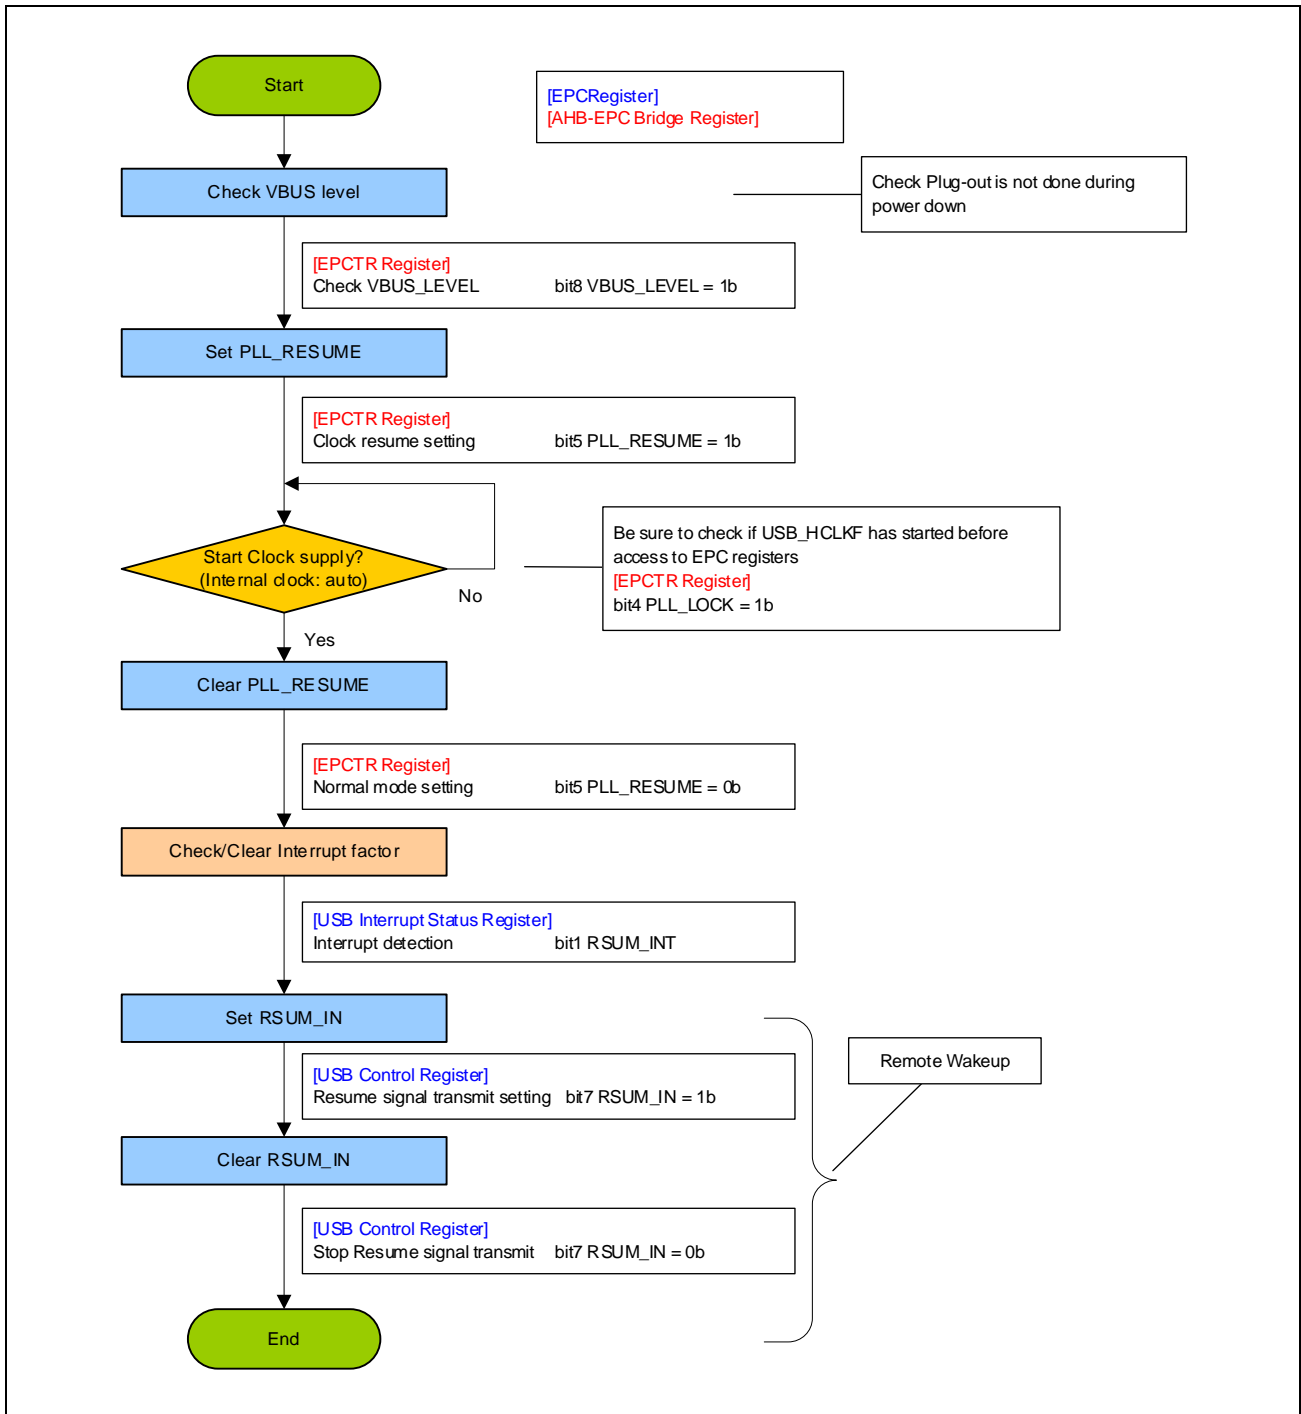 Start
[EPCRegister]
[AHB-EPC Bridge Register]
Check VBUS level
Check Plug-out is not done during
power down
[EPCTR Register]
Check VBUS_LEVEL bit8 VBUS_LEVEL = 1b
Set PLL_RESUME
[EPCTR Register]
Clock resume setting bit5 PLL_RESUME = 1b
Start Clock supply?
(Internal clock: auto)
No
Be sure to check if USB_HCLKF has started before
access to EPC registers
[EPCTR Register]
bit4 PLL_LOCK = 1b
Yes
Clear PLL_RESUME
[EPCTR Register]
Normal mode setting bit5 PLL_RESUME = 0b
Check/Clear Interrupt factor
[USB Interrupt Status Register]
Interrupt detection bit1 RSUM_INT
Set RSUM_IN
[USB Control Register]
Resume signal transmit setting bit7 RSUM_IN = 1b
Remote Wakeup
Clear RSUM_IN
[USB Control Register]
Stop Resume signal transmit bit7 RSUM_IN = 0b
End